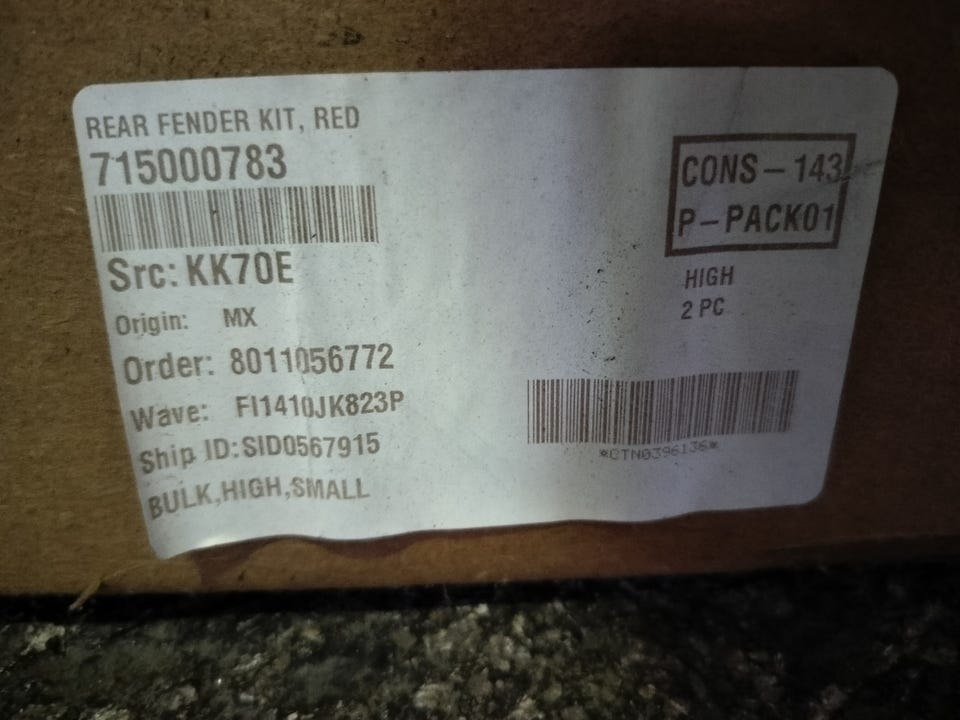 REAR FENDER KIT, RED
715000783
Src: KK70E
Origin: MX
Order: 8011056772
Wave: FI1410JK823P
Ship ID: SID0567915
BULK,HIGH,SMALL
CONS-143
P-PACK01
HIGH
2 PC
*CTN0396136*